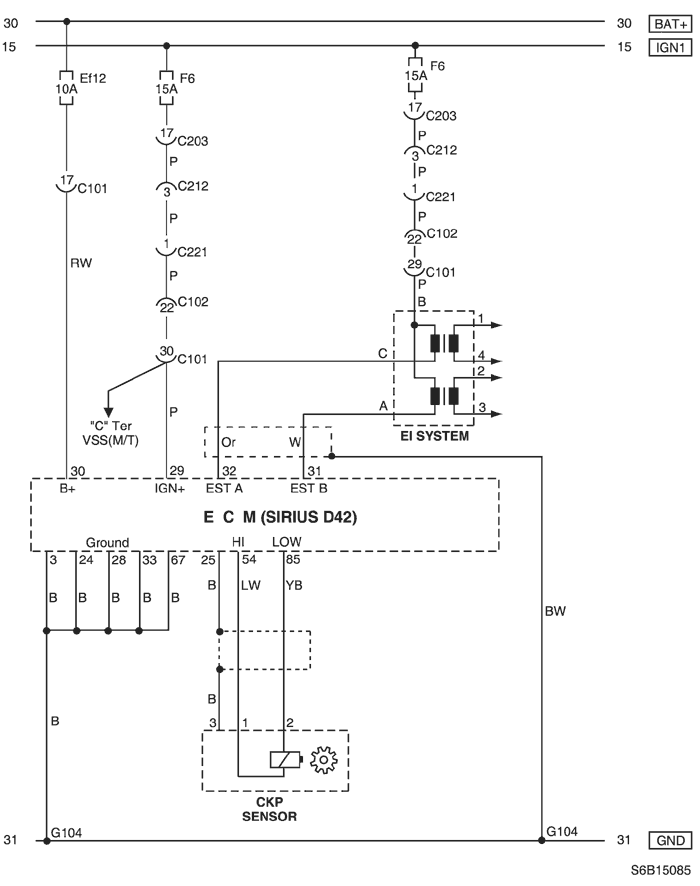 30 30 BAT+
15 15 IGN1
Ef12 F6 F6
10A 15A 15A
17 C203
17 C203 P
P 3 C212
17 C101 3 C212 P
P 1 C221
1 C221 P
RW P 22 C102
22 C102 29 C101
P
B
30 C101 C 1
4
2
"C" Ter P A 3
VSS(M/T) EI SYSTEM
Or W
30 29 32 31
B+ IGN+ EST A EST B
E C M (SIRIUS D42)
Ground HI LOW
3 24 28 33 67 25 54 85
B B B B B B LW YB
BW
B B
3 1 2
CKP
SENSOR
31 G104 G104 31 GND
S6B15085